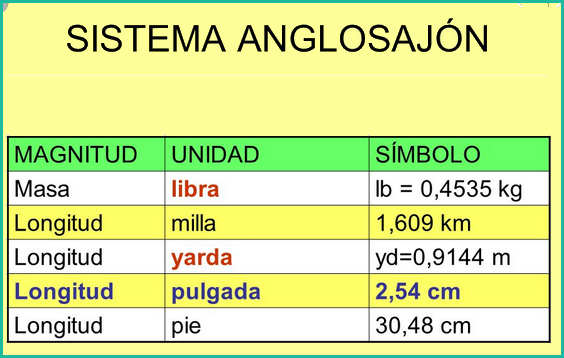 SISTEMA ANGLOSAJÓN
MAGNITUD UNIDAD SÍMBOLO
Masa libra lb = 0,4535 kg
Longitud milla 1,609 km
Longitud yarda yd=0,9144 m
Longitud pulgada 2,54 cm
Longitud pie 30,48 cm